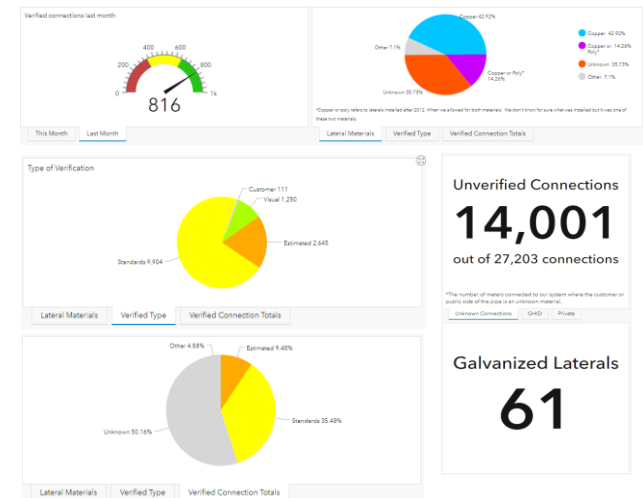 Verified connections last month
0
200
400
600
800
1k
816
This Month
Last Month
Copper 42.92%
Other 7.1%
Copper or Poly*
14.26%
Unknown 35.73%
Copper 42.92%
Copper or 14.26%
Poly*
Unknown 35.73%
Other 7.1%
*Copper or poly refers to laterals installed after 2012. When we allowed for both materials. We don't know for sure what was installed but it was one of
these two materials.
Lateral Materials
Verified Type
Verified Connection Totals
Type of Verification
Customer 111
Visual 1,250
Estimated 2,645
Standards 9,904
Lateral Materials
Verified Type
Verified Connection Totals
Unverified Connections
14,001
out of 27,203 connections
*The number of meters connected to our system where the customer or
public side of the pipe is an unknown material.
Unknown Connections
GHID
Private
Other 4.88%
Estimated 9.48%
Standards 35.48%
Unknown 50.16%
Lateral Materials
Verified Type
Verified Connection Totals
Galvanized Laterals
61